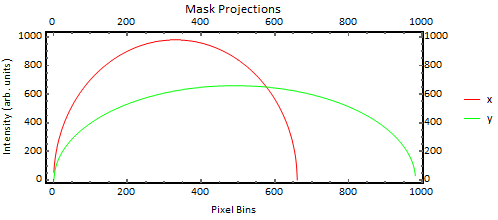 Mask Projections
0 200 400 600 800 1000
1000 1000
800 800
600 600
400 400
200 200
0 0
Intensity (arb. units)
x
y
0 200 400 600 800 1000
Pixel Bins